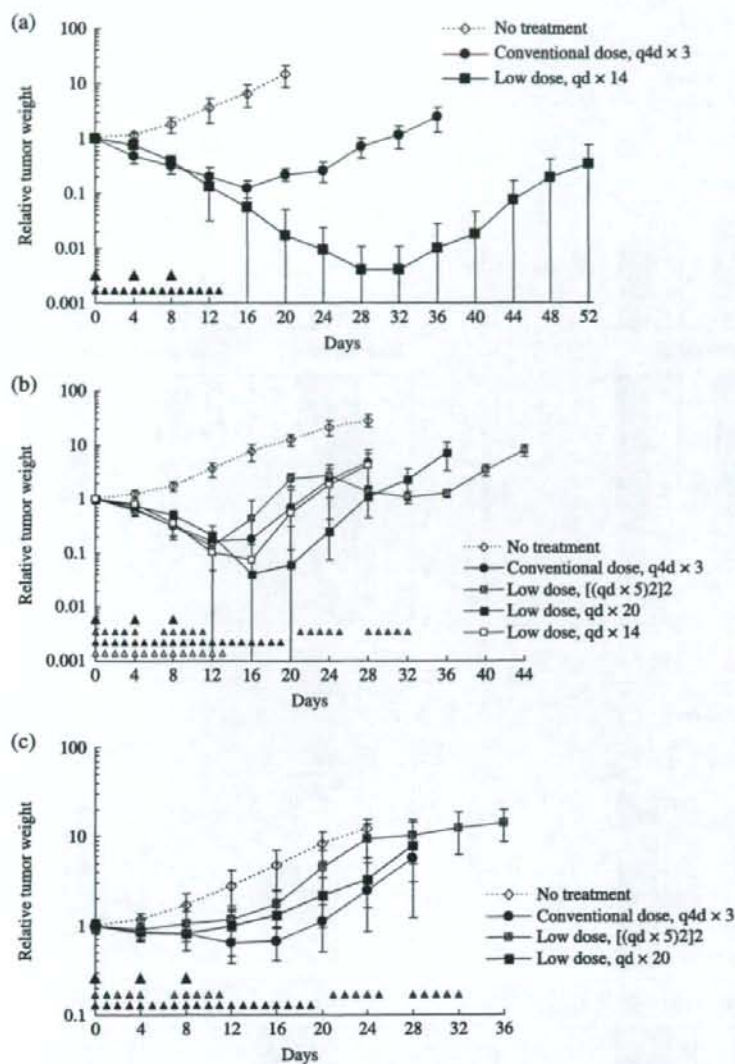 (a)
No treatment
Conventional dose, q4d × 3
Low dose, qd × 14
Relative tumor weight
100
10
1
0.1
0.01
0.001
0 4 8 12 16 20 24 28 32 36 40 44 48 52
Days
(b)
Relative tumor weight
100
10
1
0.1
0.01
0.001
No treatment
Conventional dose, q4d × 3
Low dose, [(qd × 5)2]2
Low dose, qd × 20
Low dose, qd × 14
0 4 8 12 16 20 24 28 32 36 40 44
Days
(c)
Relative tumor weight
100
10
1
0.1
No treatment
Conventional dose, q4d × 3
Low dose, [(qd × 5)2]2
Low dose, qd × 20
0 4 8 12 16 20 24 28 32 36
Days